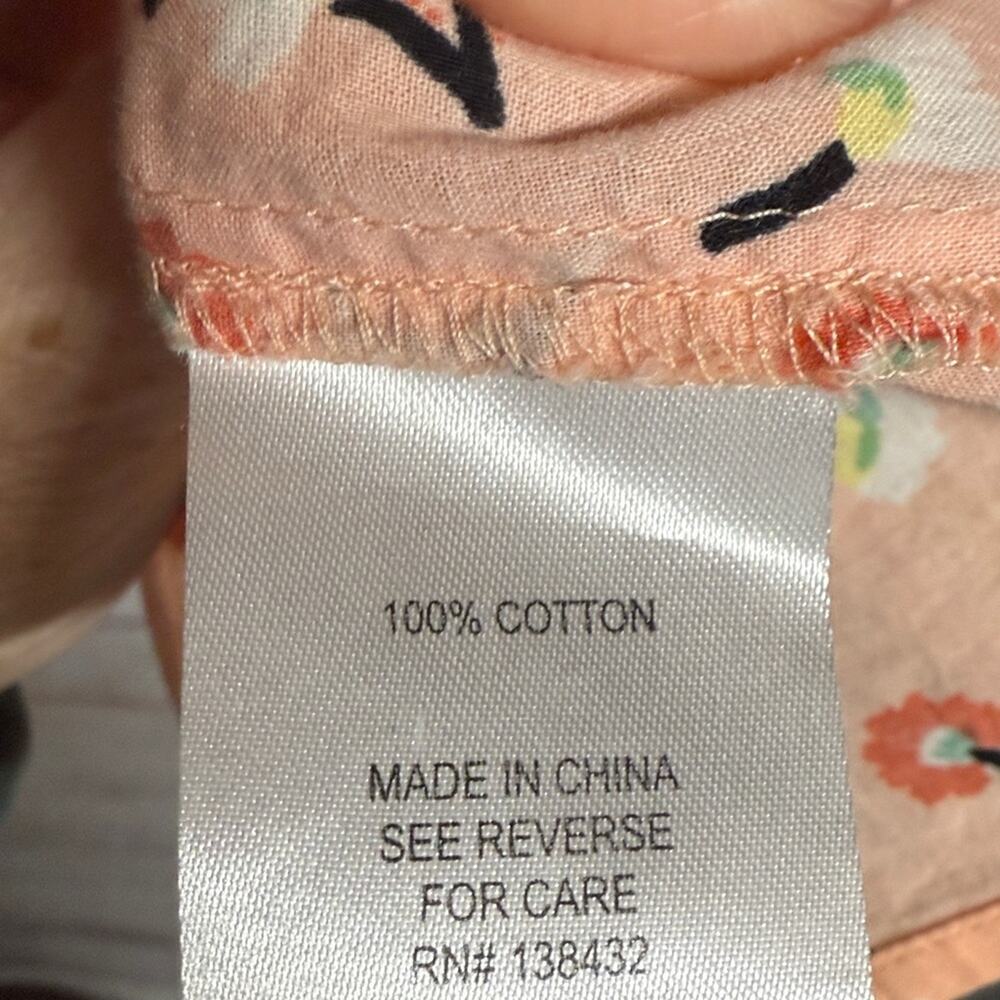 100% COTTON
MADE IN CHINA
SEE REVERSE
FOR CARE
RN# 138432